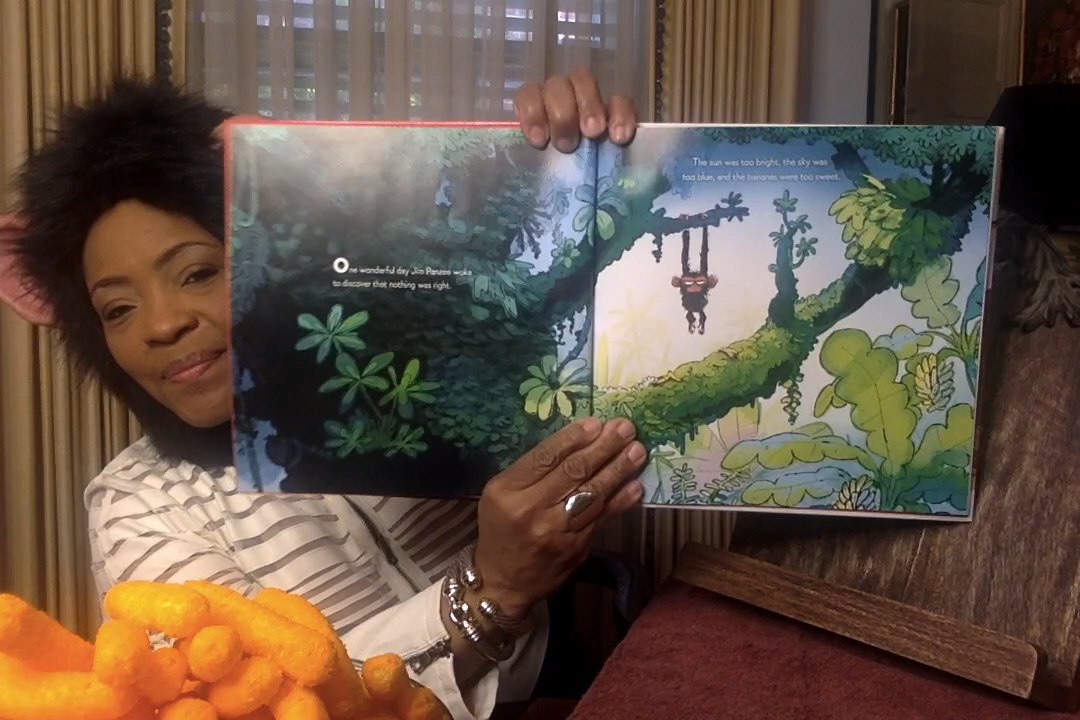 One wonderful day Jim Panzee woke
to discover that nothing was right.
The sun was too bright, the sky was
too blue, and the bananas were too sweet.